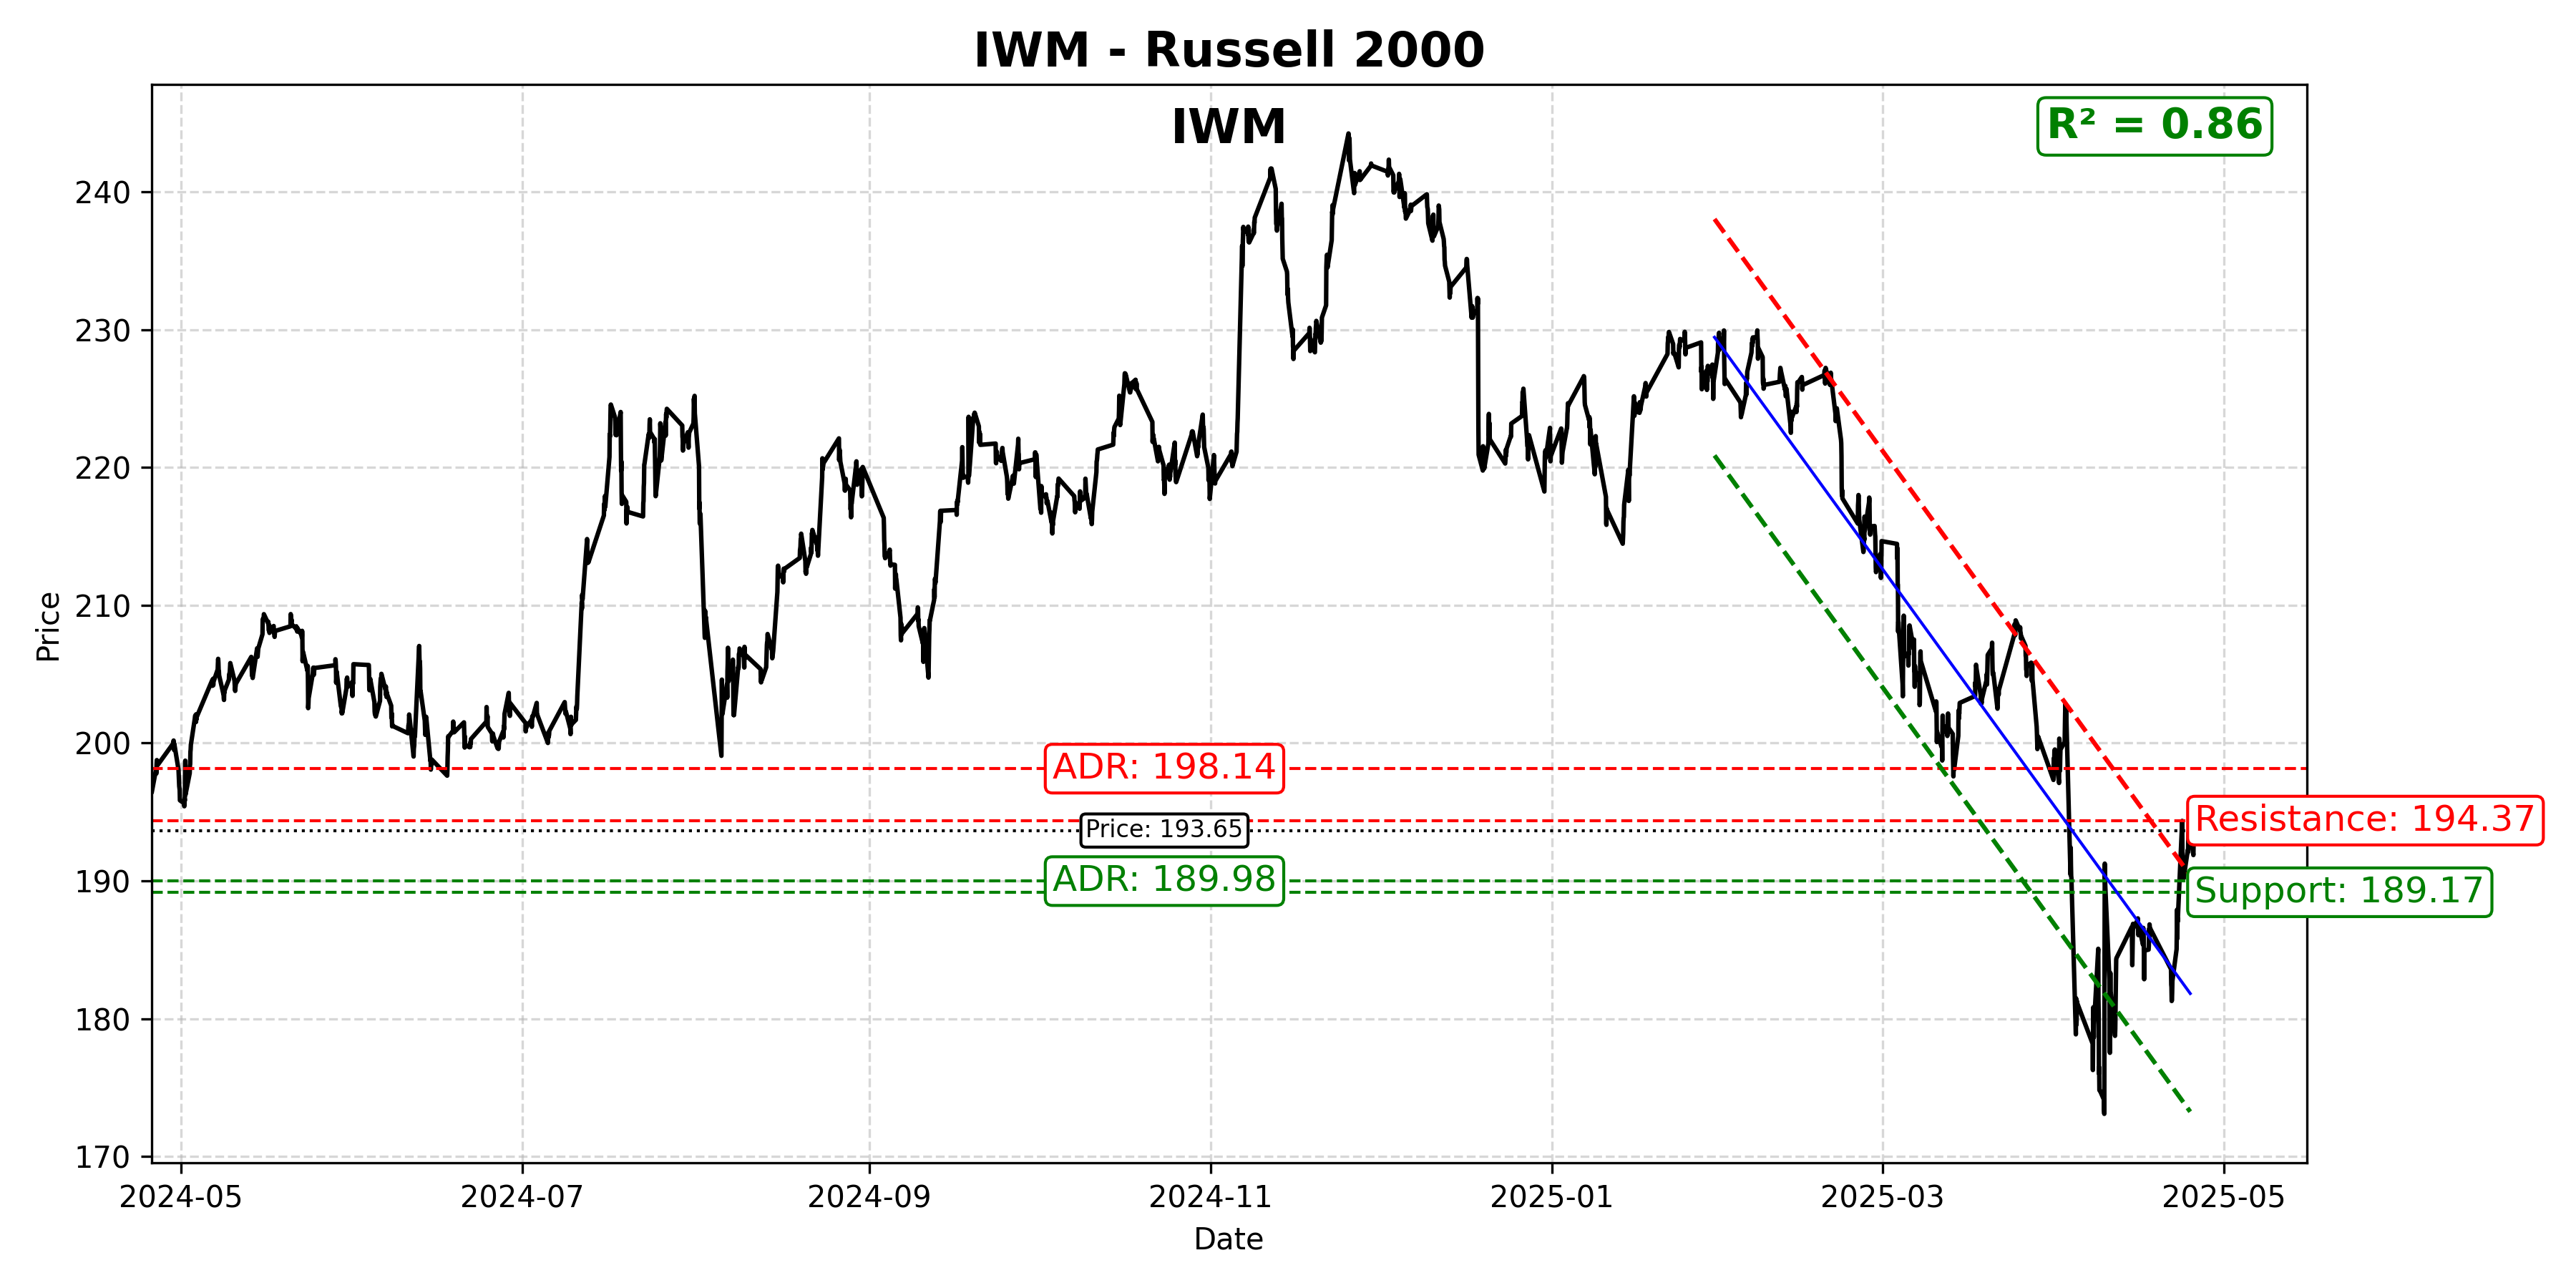 IWM - Russell 2000
IWM
R² = 0.86
240
230
220
210
200
190
180
170
Price
ADR: 198.14
Price: 193.65
ADR: 189.98
Resistance: 194.37
Support: 189.17
2024-05
2024-07
2024-09
2024-11
2025-01
2025-03
2025-05
Date